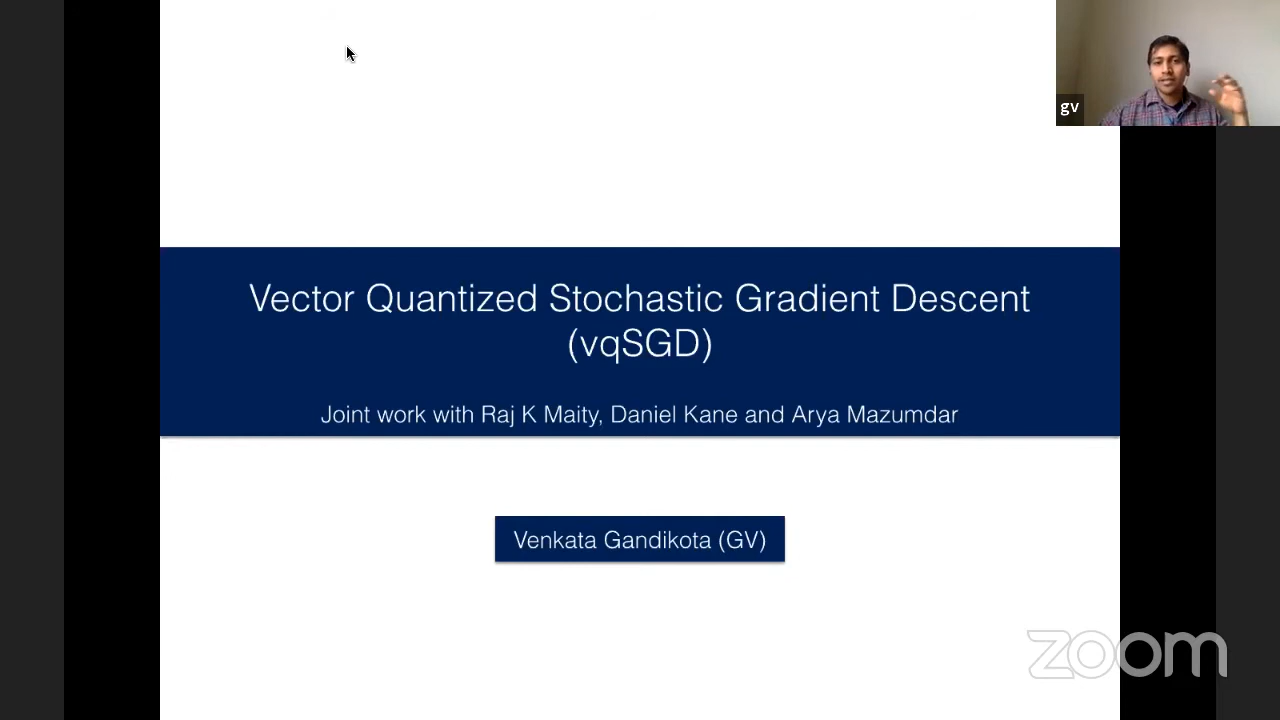 gv
Vector Quantized Stochastic Gradient Descent
(vqSGD)
Joint work with Raj K Maity, Daniel Kane and Arya Mazumdar
Venkata Gandikota (GV)
zoom